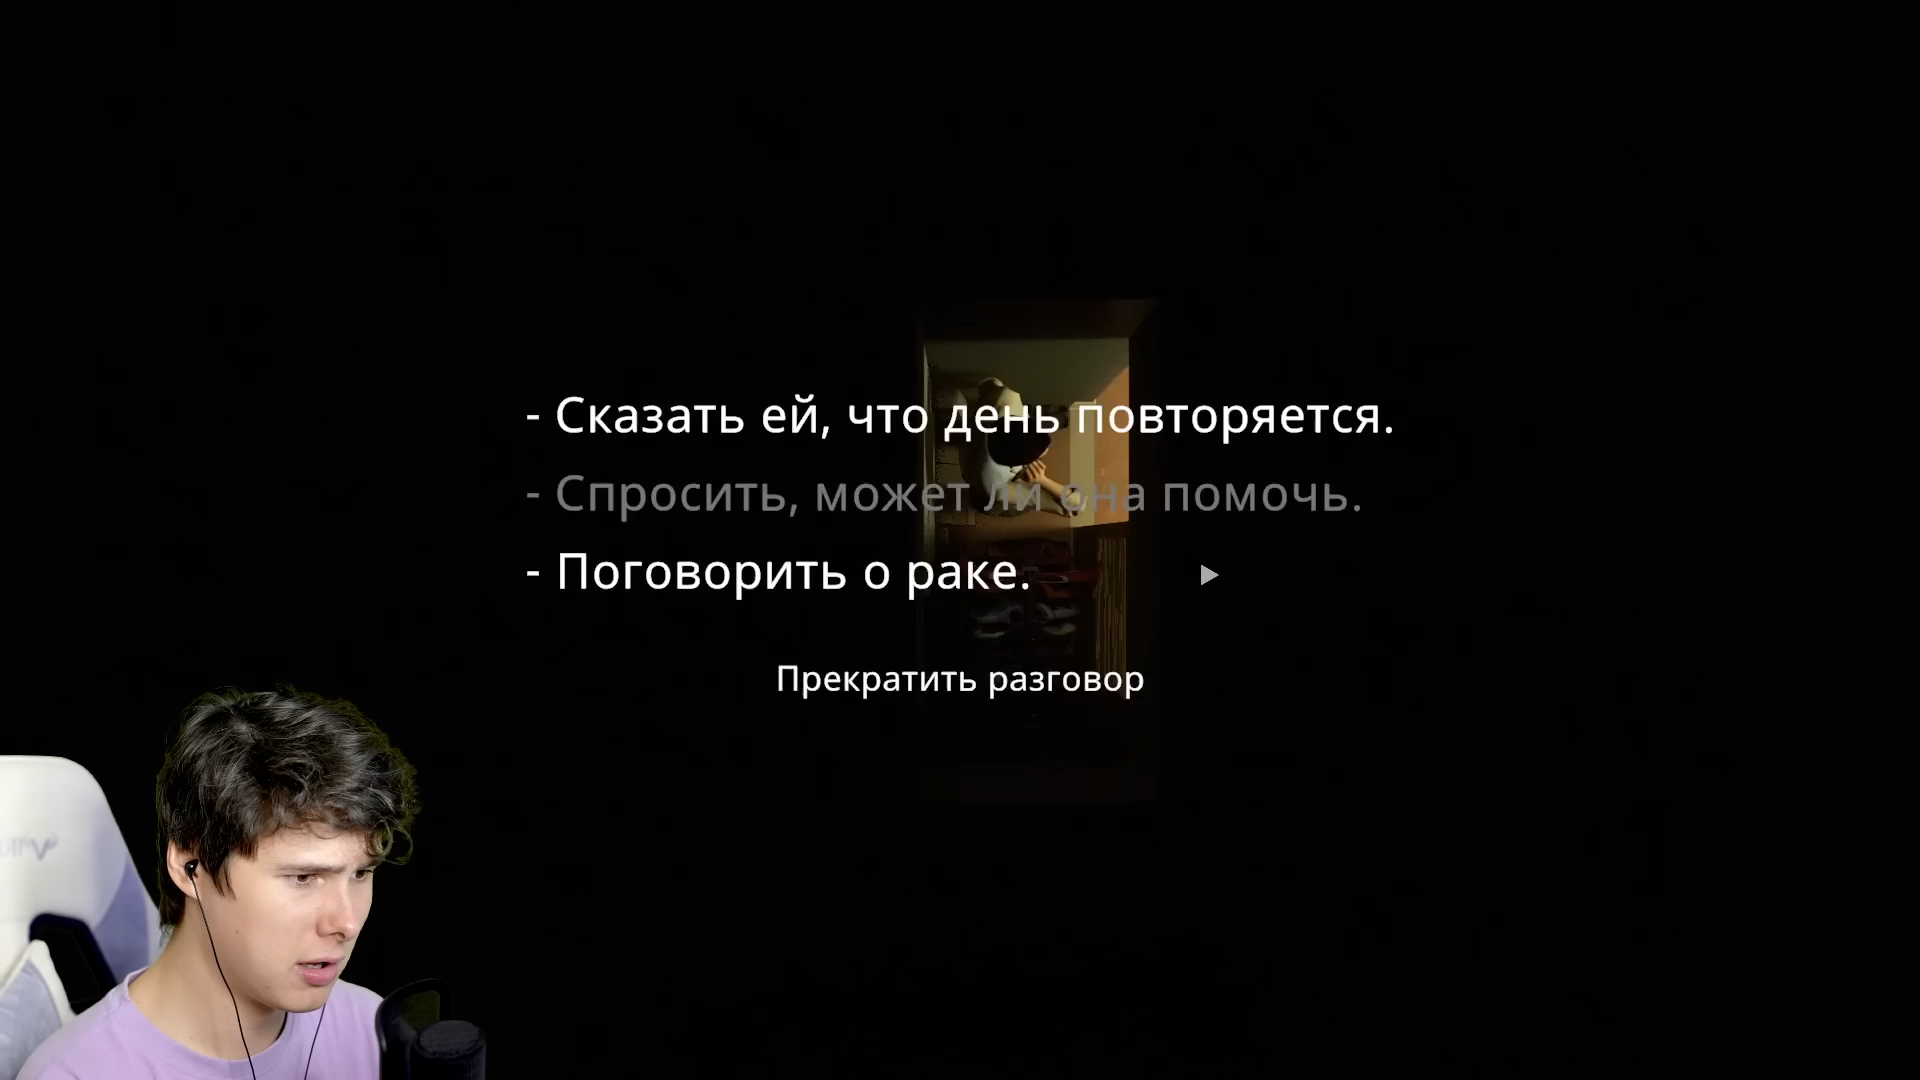 - Сказать ей, что день повторяется.
- Спросить, может ли она помочь.
- Поговорить о раке.
Прекратить разговор